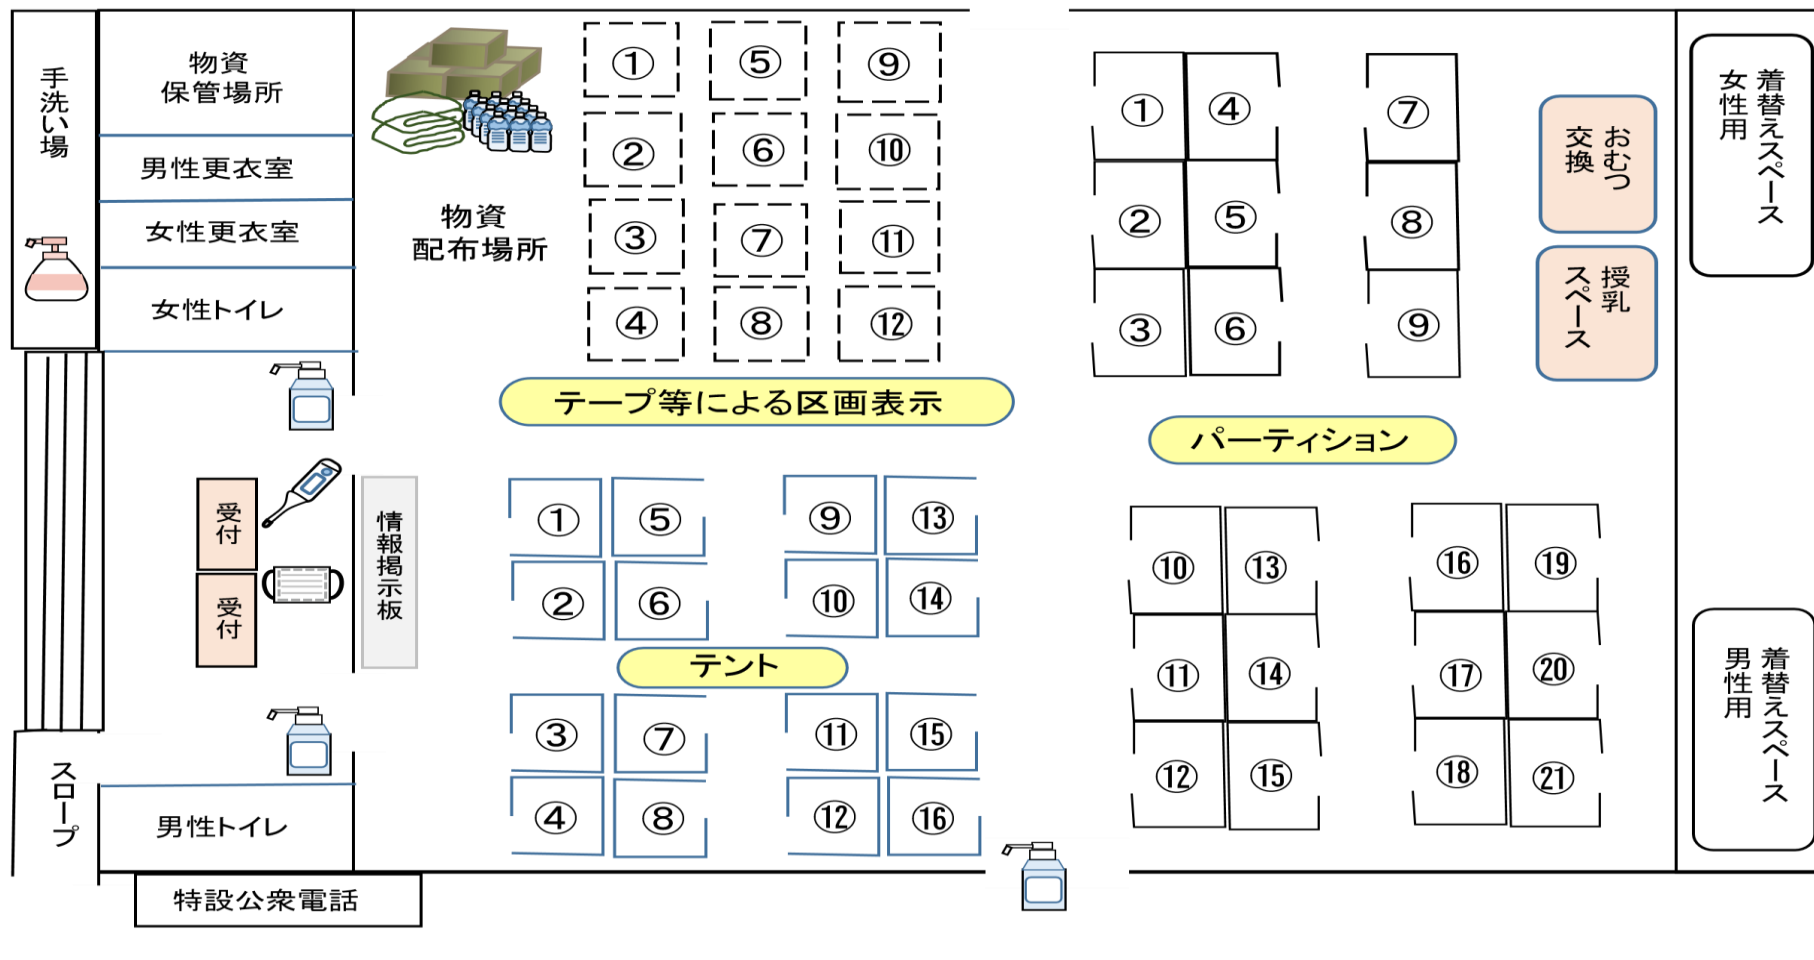 手洗い場
物資
保管場所
男性更衣室
女性更衣室
女性トイレ
物資
配布場所
① ⑤ ⑨
② ⑥ ⑩
③ ⑦ ⑪
④ ⑧ ⑫
テープ等による区画表示
① ④ ⑦
② ⑤ ⑧
③ ⑥ ⑨
パーティション
おむつ
交換
授乳
スペース
着替えスペース
女性用
受付
受付
情報掲示板
① ⑤ ⑨ ⑬
② ⑥ ⑩ ⑭
テント
③ ⑦ ⑪ ⑮
④ ⑧ ⑫ ⑯
⑩ ⑬ ⑯ ⑲
⑪ ⑭ ⑰ ⑳
⑫ ⑮ ⑱ ㉑
着替えスペース
男性用
スロープ
男性トイレ
特設公衆電話